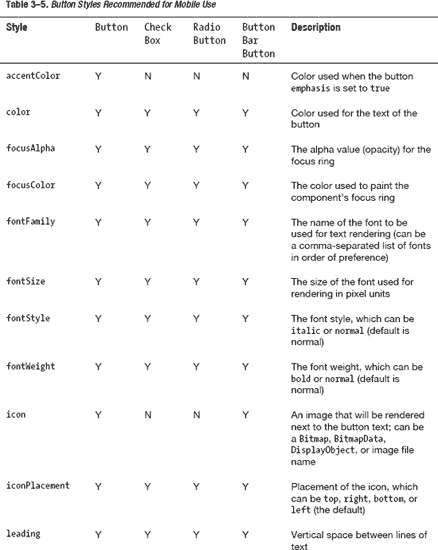 Table 3–5. Button Styles Recommended for Mobile Use
Style Button Check Radio Button Description
Box Button Bar
Button
accentColor Y N N N Color used when the button
emphasis is set to true
color Y Y Y Y Color used for the text of the
button
focusAlpha Y Y Y Y The alpha value (opacity) for the
focus ring
focusColor Y Y Y Y The color used to paint the
component's focus ring
fontFamily Y Y Y Y The name of the font to be
used for text rendering (can be
a comma-separated list of fonts
in order of preference)
fontSize Y Y Y Y The size of the font used for
rendering in pixel units
fontStyle Y Y Y Y The font style, which can be
italic or normal (default is
normal)
fontWeight Y Y Y Y The font weight, which can be
bold or normal (default is
normal)
icon Y N N Y An image that will be rendered
next to the button text; can be
a Bitmap, BitmapData,
DisplayObject, or image file
name
iconPlacement Y Y Y Y Placement of the icon, which
can be top, right, bottom, or
left (the default)
leading Y Y Y Y Vertical space between lines of
text